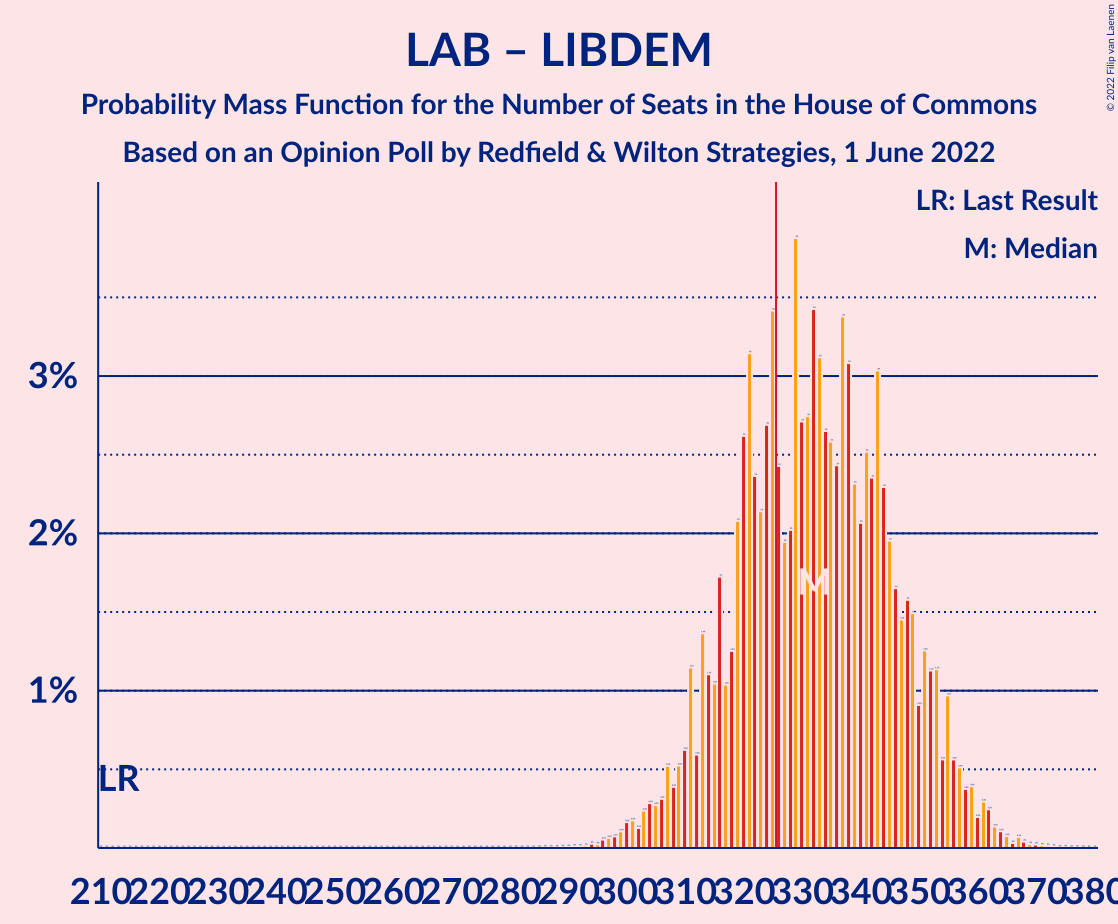 LAB – LIBDEM
Probability Mass Function for the Number of Seats in the House of Commons
Based on an Opinion Poll by Redfield & Wilton Strategies, 1 June 2022
© 2022 Filip van Laenen
LR: Last Result
M: Median
3%
2%
1%
M
LR
210 220 230 240 250 260 270 280 290 300 310 320 330 340 350 360 370 380